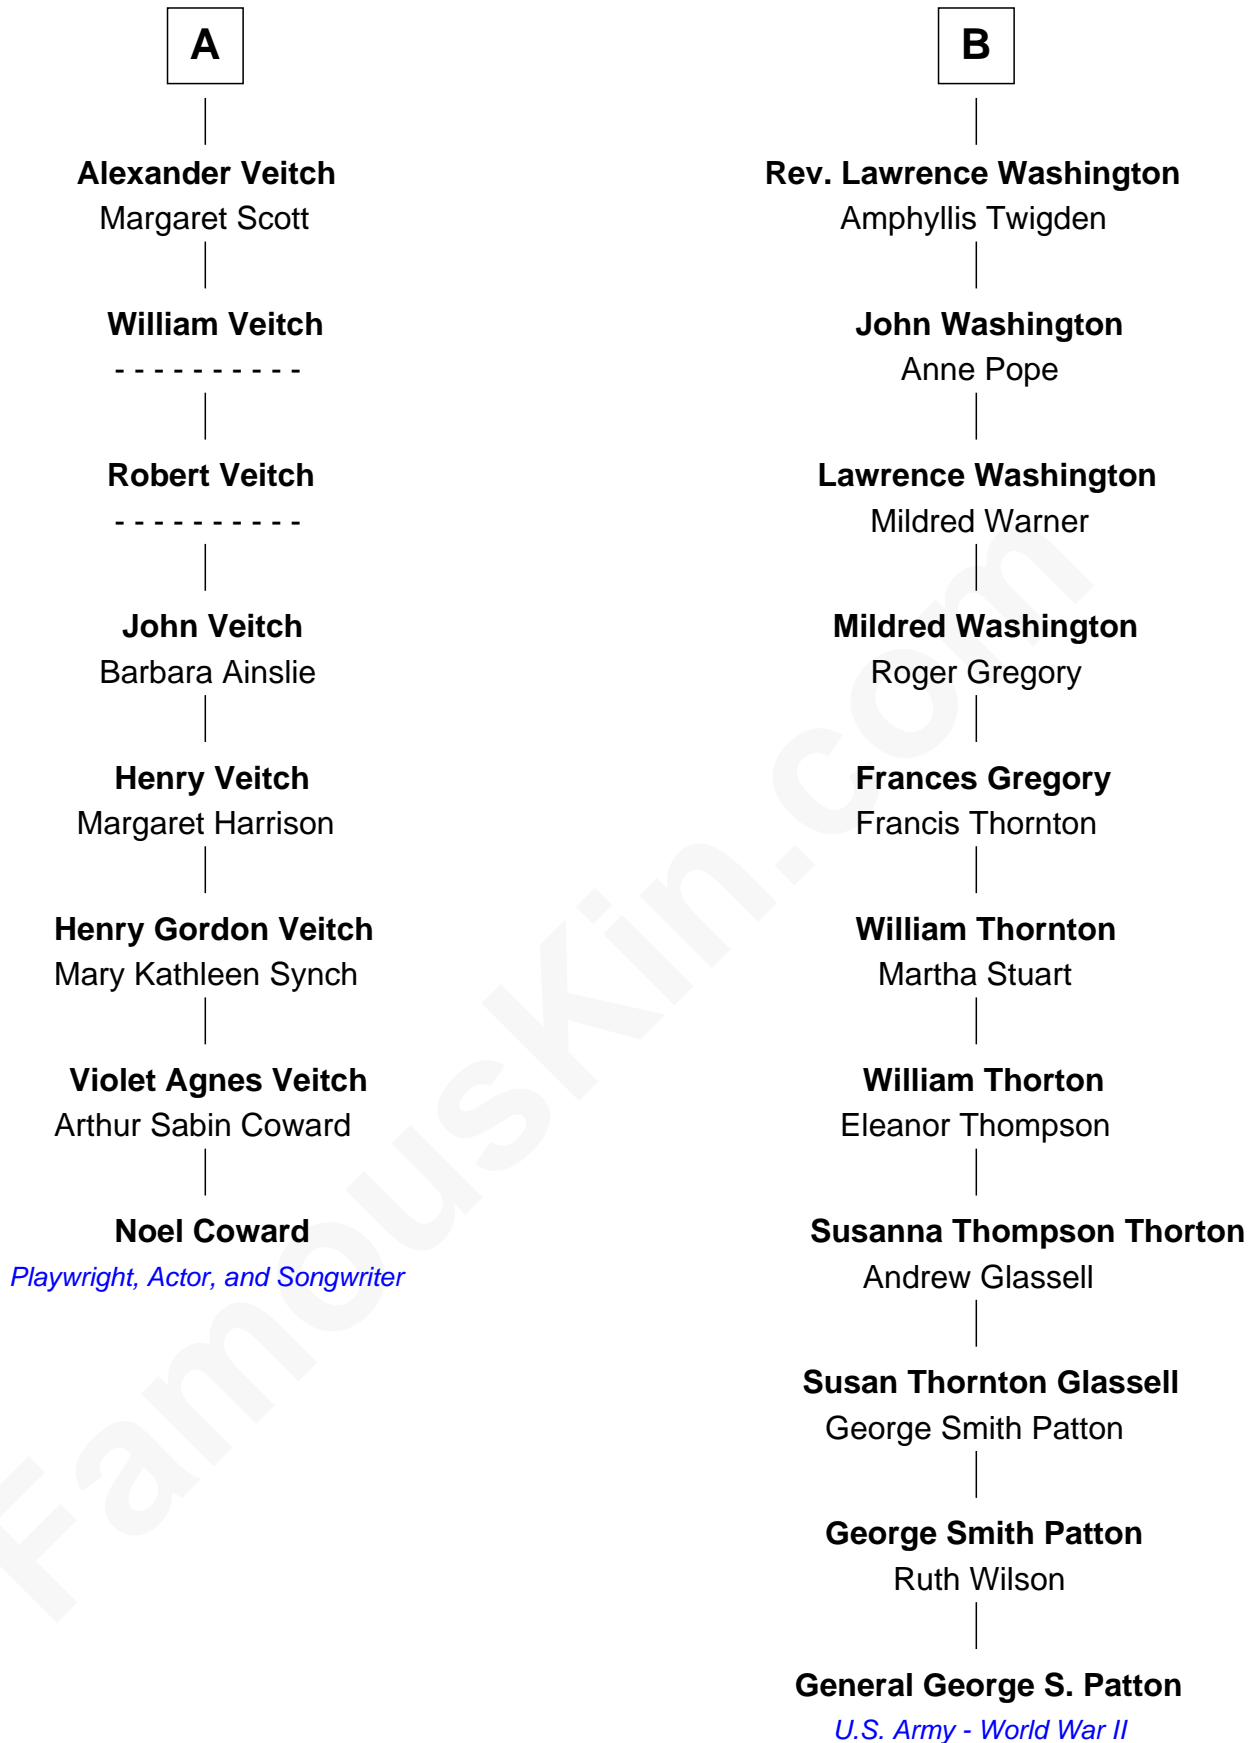 A
Alexander Veitch
Margaret Scott
William Veitch
- - - - - - - - - -
Robert Veitch
- - - - - - - - - -
John Veitch
Barbara Ainslie
Henry Veitch
Margaret Harrison
Henry Gordon Veitch
Mary Kathleen Synch
Violet Agnes Veitch
Arthur Sabin Coward
Noel Coward
Playwright, Actor, and Songwriter
B
Rev. Lawrence Washington
Amphyllis Twigden
John Washington
Anne Pope
Lawrence Washington
Mildred Warner
Mildred Washington
Roger Gregory
Frances Gregory
Francis Thornton
William Thornton
Martha Stuart
William Thorton
Eleanor Thompson
Susanna Thompson Thorton
Andrew Glassell
Susan Thornton Glassell
George Smith Patton
George Smith Patton
Ruth Wilson
General George S. Patton
U.S. Army - World War II
FamousKin.com